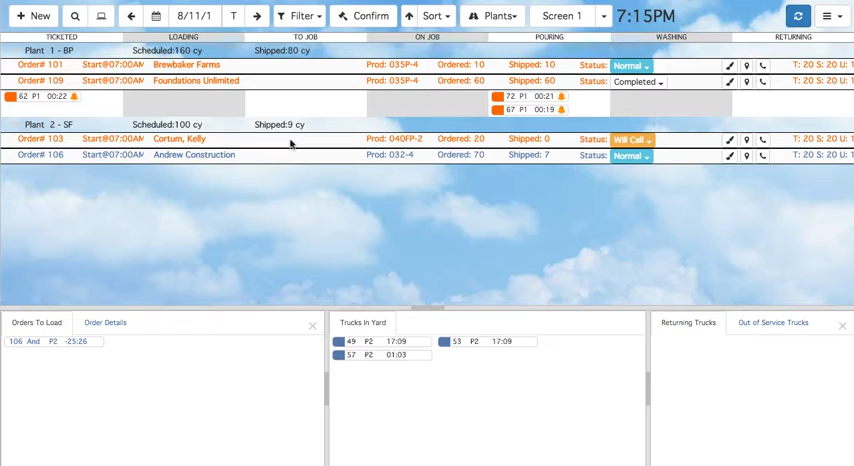 + New 8/11/1 T Filter Confirm Sort Plants Screen 1 7:15PM
TICKETED LOADING TO JOB ON JOB POURING WASHING RETURNING
Plant 1 - BP Scheduled:160 cy Shipped:80 cy
Order# 101 Start@07:00AM Brewbaker Farms Prod: 035P-4 Ordered: 10 Shipped: 10 Status: Normal T: 20 S: 20 U: 1
Order# 109 Start@07:00AM Foundations Unlimited Prod: 035P-4 Ordered: 60 Shipped: 60 Status: Completed T: 20 S: 20 U: 1
62 P1 00:22 72 P1 00:21
67 P1 00:19
Plant 2 - SF Scheduled:100 cy Shipped:9 cy
Order# 103 Start@07:00AM Cortum, Kelly Prod: 040FP-2 Ordered: 20 Shipped: 0 Status: Will Call T: 20 S: 20 U: 1
Order# 106 Start@07:00AM Andrew Construction Prod: 032-4 Ordered: 70 Shipped: 7 Status: Normal T: 20 S: 20 U: 1
Orders To Load Order Details Trucks In Yard Returning Trucks Out of Service Trucks
106 And P2 -25:26 49 P2 17:09 53 P2 17:09
57 P2 01:03